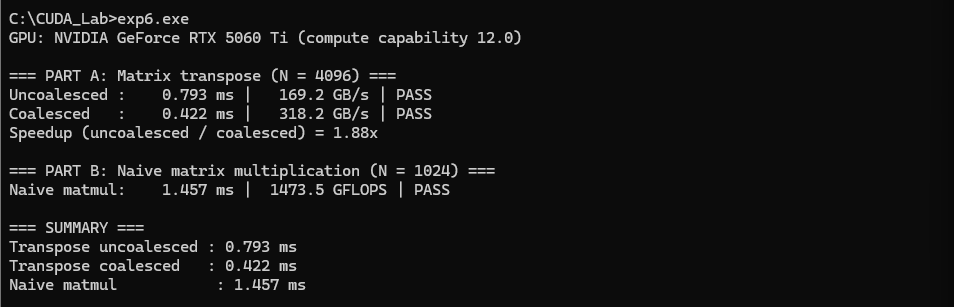 C:\CUDA_Lab>exp6.exe
GPU: NVIDIA GeForce RTX 5060 Ti (compute capability 12.0)
=== PART A: Matrix transpose (N = 4096) ===
Uncoalesced :    0.793 ms |   169.2 GB/s | PASS
Coalesced   :    0.422 ms |   318.2 GB/s | PASS
Speedup (uncoalesced / coalesced) = 1.88x
=== PART B: Naive matrix multiplication (N = 1024) ===
Naive matmul:    1.457 ms |  1473.5 GFLOPS | PASS
=== SUMMARY ===
Transpose uncoalesced : 0.793 ms
Transpose coalesced   : 0.422 ms
Naive matmul           : 1.457 ms